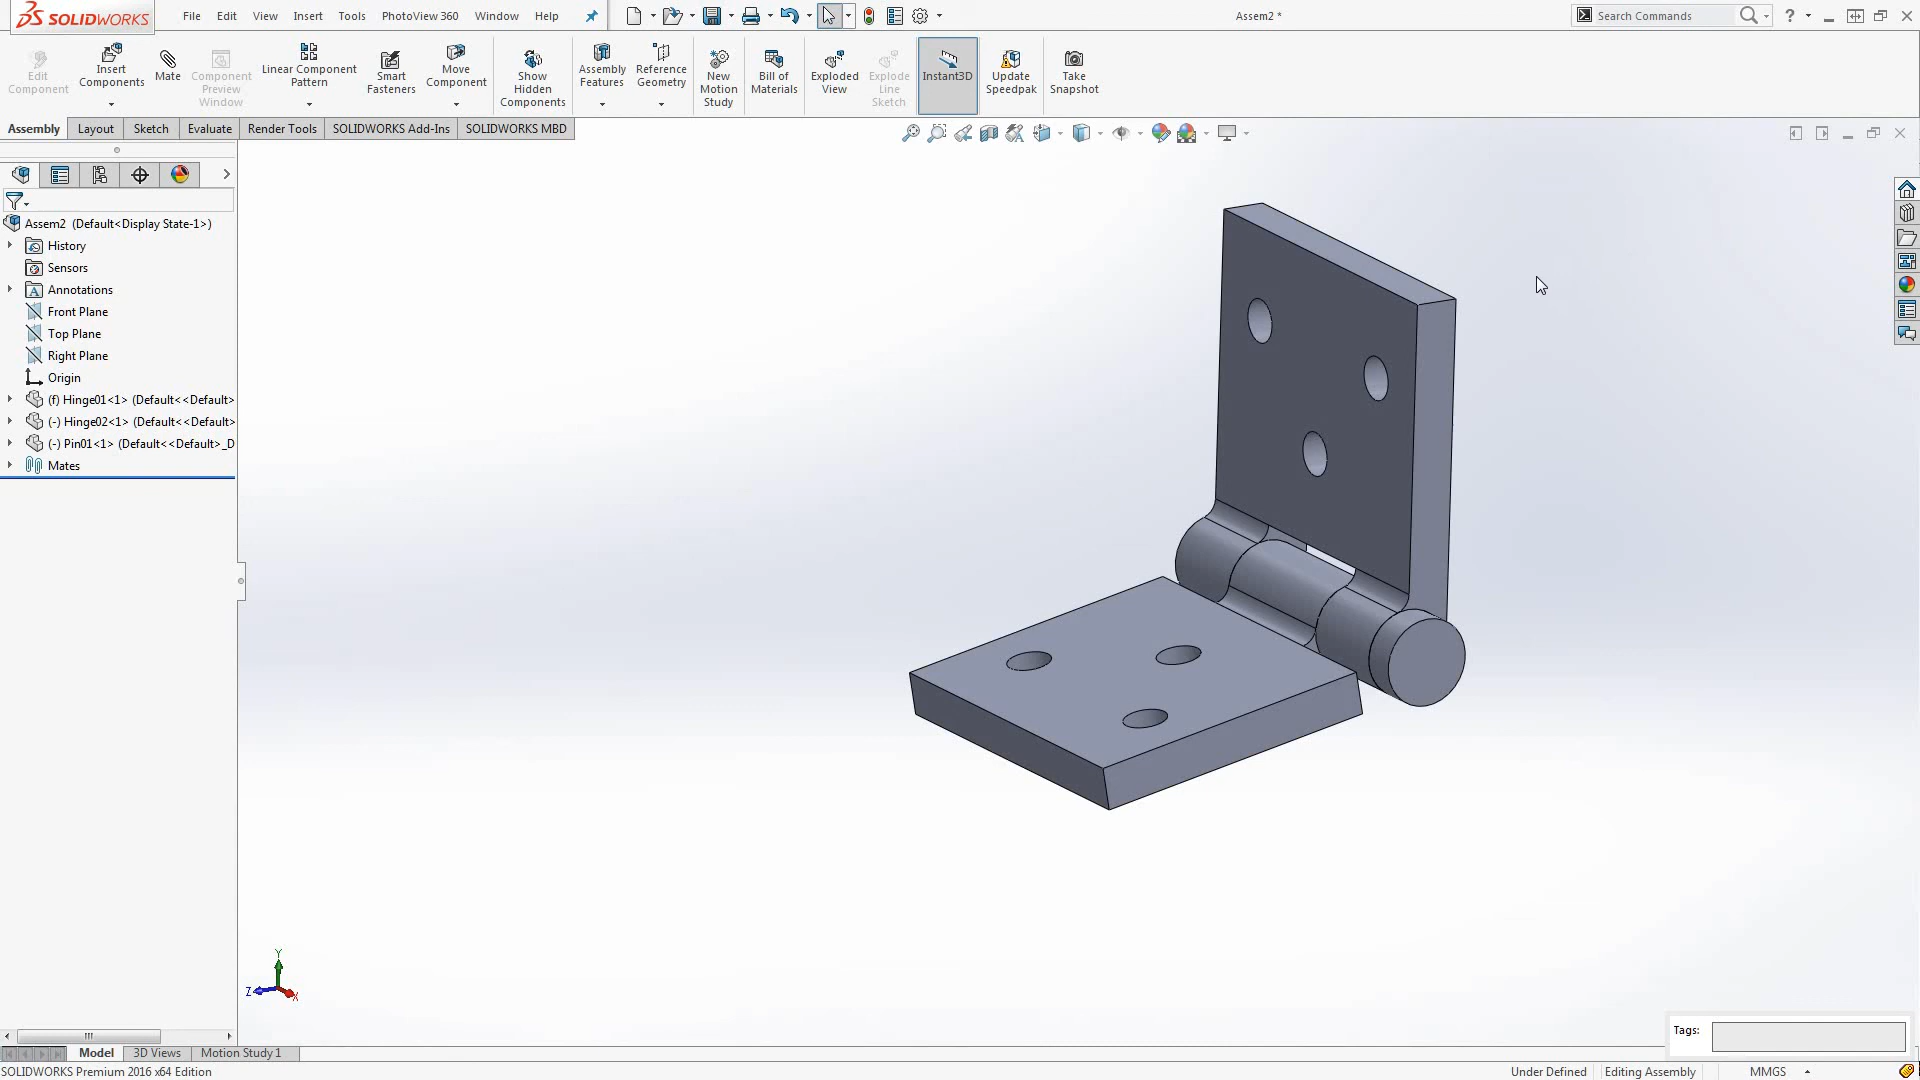 SOLIDWORKS File Edit View Insert Tools PhotoView 360 Window Help Assem2 * Search Commands ?
Edit Component
Insert Components
Mate
Component Preview Window
Linear Component Pattern
Smart Fasteners
Move Component
Show Hidden Components
Assembly Features
Reference Geometry
New Motion Study
Bill of Materials
Exploded View
Explode Line Sketch
Instant3D
Update Speedpak
Take Snapshot
Assembly Layout Sketch Evaluate Render Tools SOLIDWORKS Add-Ins SOLIDWORKS MBD
Assem2 (Default<Display State-1>)
History
Sensors
A Annotations
Front Plane
Top Plane
Right Plane
Origin
(f) Hinge01<1> (Default<<Default>
(-) Hinge02<1> (Default<<Default>
(-) Pin01<1> (Default<<Default>_D
Mates
Y
Z X
Tags:
Model 3D Views Motion Study 1
SOLIDWORKS Premium 2016 x64 Edition Under Defined Editing Assembly MMGS